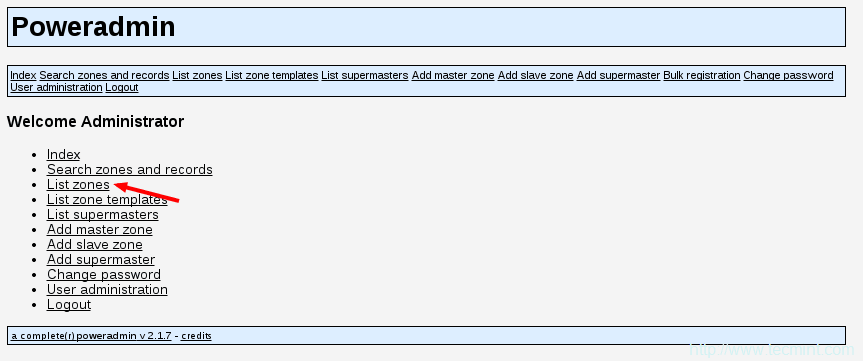 Poweradmin
Index Search zones and records List zones List zone templates List supermasters Add master zone Add slave zone Add supermaster Bulk registration Change password
User administration Logout
Welcome Administrator
Index
Search zones and records
List zones
List zone templates
List supermasters
Add master zone
Add slave zone
Add supermaster
Change password
User administration
Logout
a complete(r) poweradmin v 2.1.7 - credits
http://www.tecmint.com